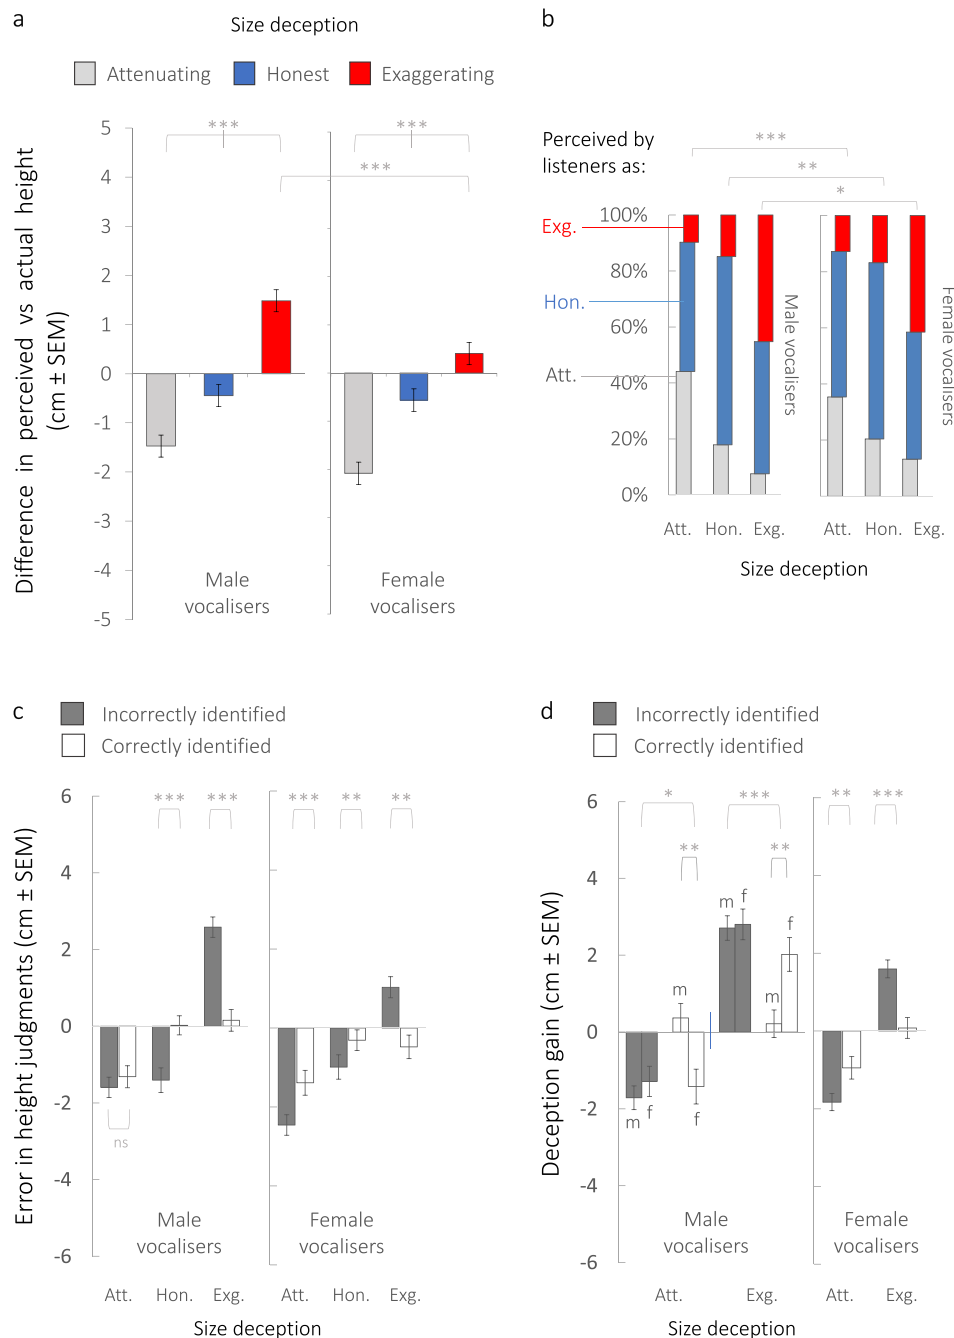 a
Size deception
Attenuating
Honest
Exaggerating
Difference in perceived vs actual height
(cm ± SEM)
5
4
3
2
1
0
-1
-2
-3
-4
-5
***
***
***
Male
vocalisers
Female
vocalisers
b
Perceived by
listeners as:
***
**
*
Exg.
Hon.
Att.
100%
80%
60%
40%
20%
0%
Male vocalisers
Female vocalisers
Att.
Hon.
Exg.
Att.
Hon.
Exg.
Size deception
c
Incorrectly identified
Correctly identified
Error in height judgments (cm ± SEM)
6
4
2
0
-2
-4
-6
***
***
***
**
**
ns
Male
vocalisers
Female
vocalisers
Att.
Hon.
Exg.
Att.
Hon.
Exg.
Size deception
d
Incorrectly identified
Correctly identified
Deception gain (cm ± SEM)
6
4
2
0
-2
-4
-6
*
***
**
***
**
**
m
f
m
f
m
f
m
f
Male
vocalisers
Female
vocalisers
Att.
Exg.
Att.
Exg.
Size deception